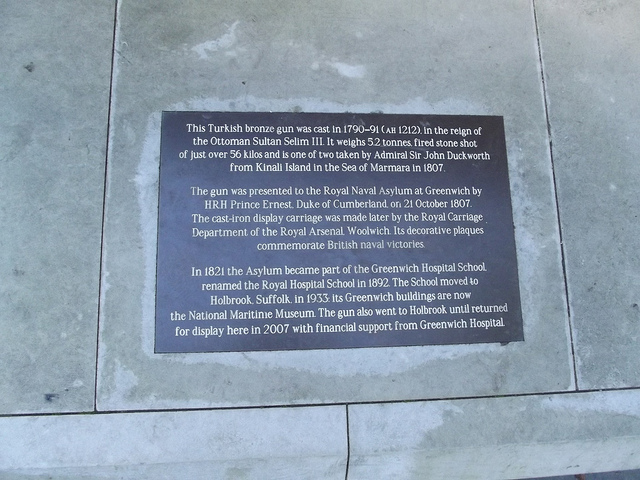 This Turkish bronze gun was cast in 1790-91 (AH 1212), in the reign of
the Ottoman Sultan Selim III. It weighs 5.2 tonnes, fired stone shot
of just over 56 kilos and is one of two taken by Admiral Sir John Duckworth
from Kinali Island in the Sea of Marmara in 1807.
The gun was presented to the Royal Naval Asylum at Greenwich by
HRH Prince Ernest, Duke of Cumberland, on 21 October 1807.
The cast-iron display carriage was made later by the Royal Carriage
Department of the Royal Arsenal, Woolwich. Its decorative plaques
commemorate British naval victories.
In 1821 the Asylum became part of the Greenwich Hospital School,
renamed the Royal Hospital School in 1892. The School moved to
Holbrook, Suffolk, in 1933: its Greenwich buildings are now
the National Maritime Museum. The gun also went to Holbrook until returned
for display here in 2007 with financial support from Greenwich Hospital.